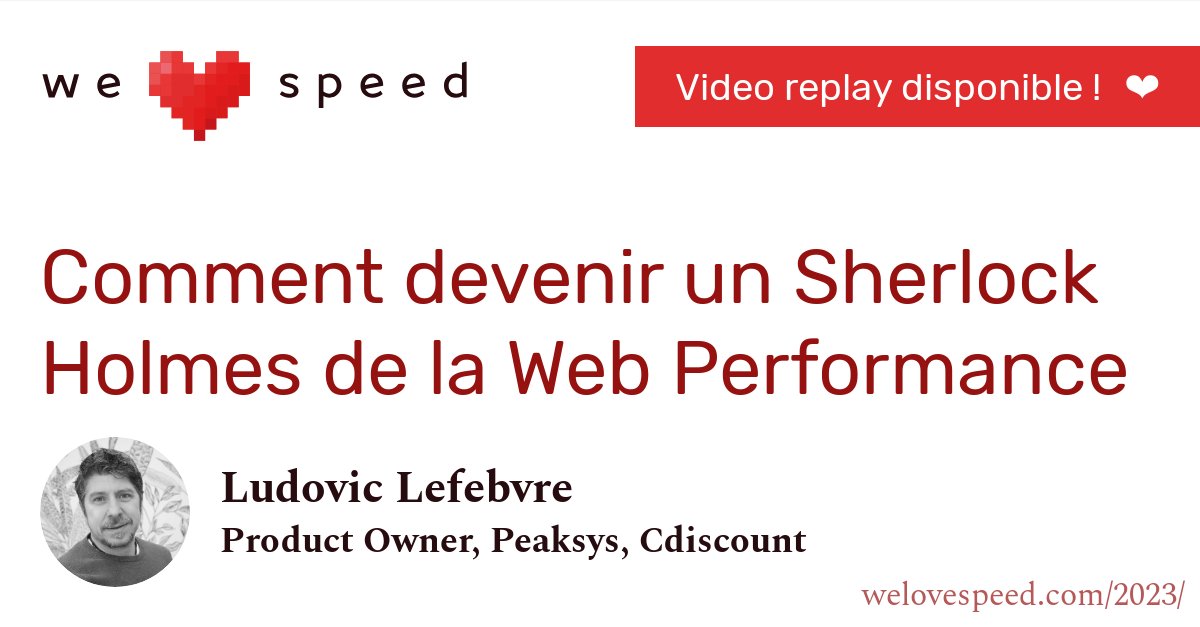 we speed
Video replay disponible ! ❤
Comment devenir un Sherlock
Holmes de la Web Performance
Ludovic Lefebvre
Product Owner, Peaksys, Cdiscount
welovespeed.com/2023/